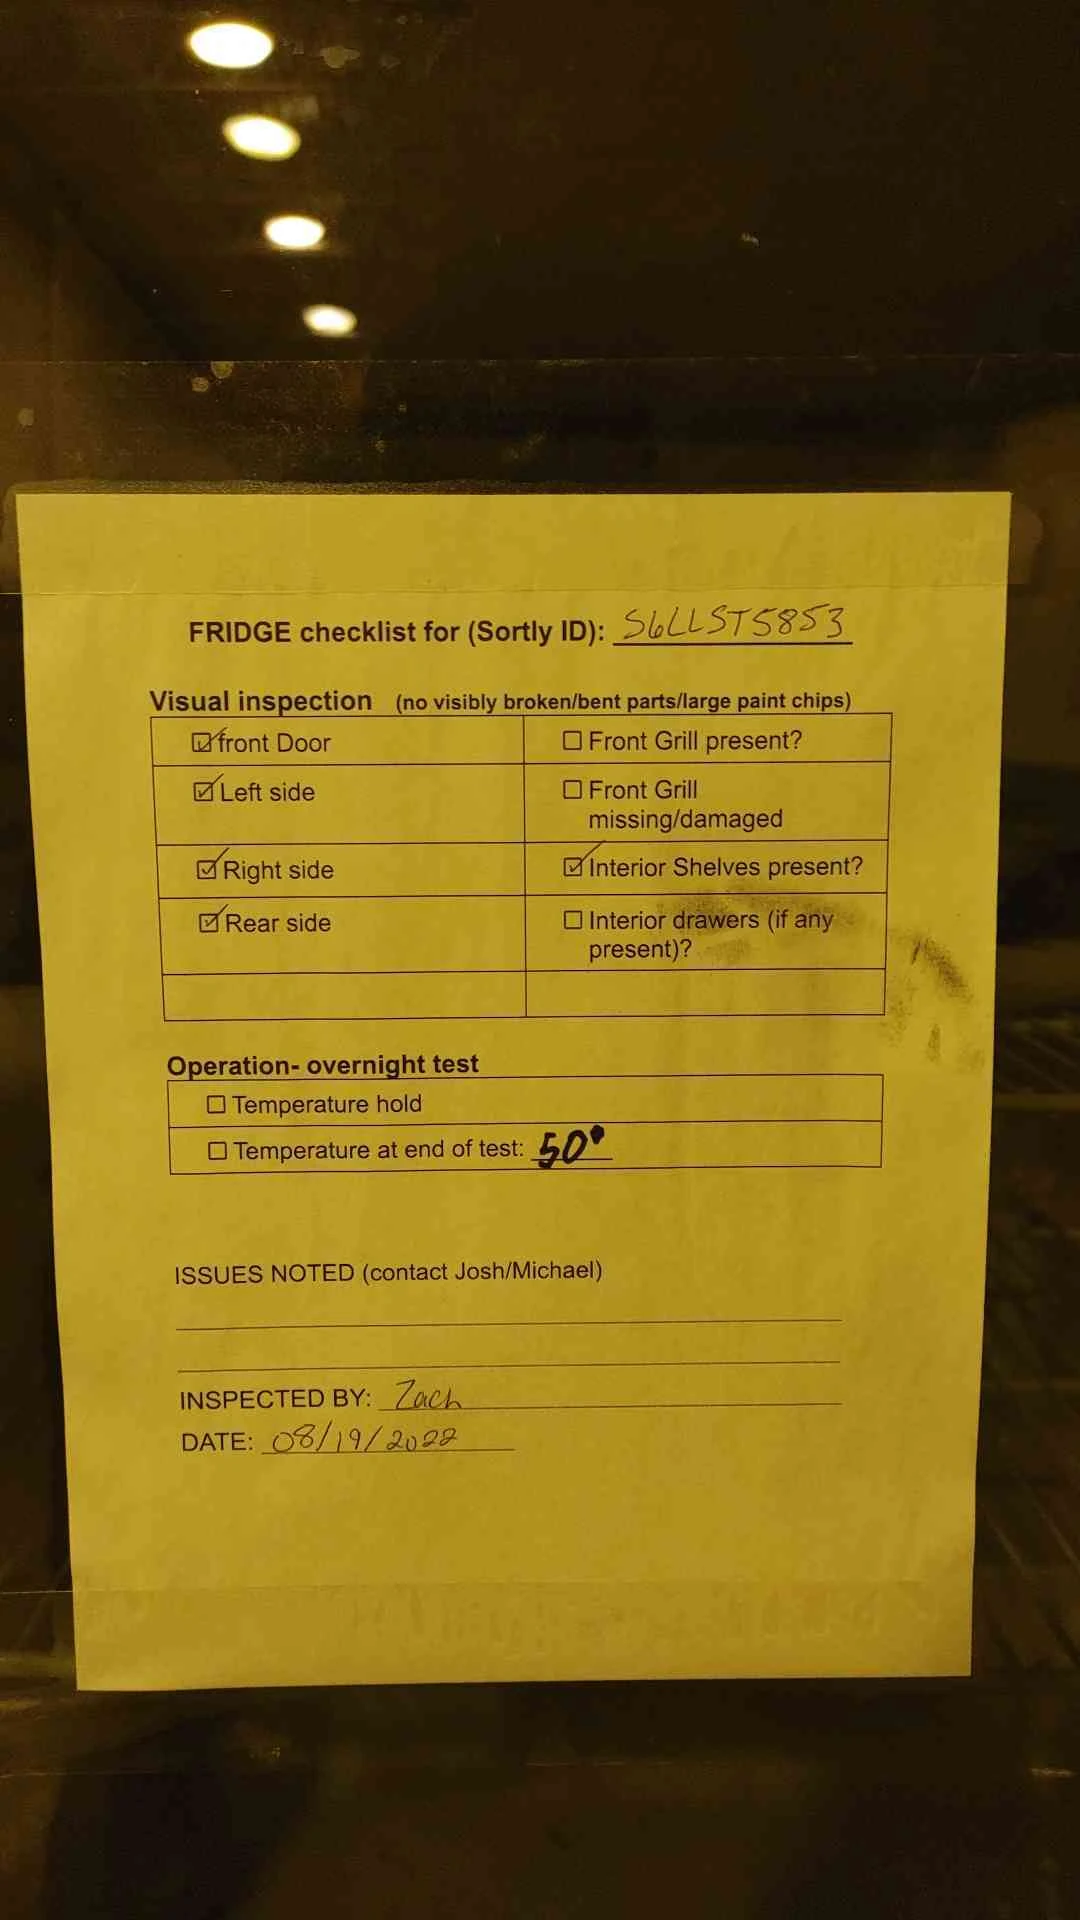 FRIDGE checklist for (Sortly ID): S6LLST5853
Visual inspection (no visibly broken/bent parts/large paint chips)
☑ front Door
☐ Front Grill present?
☑ Left side
☐ Front Grill
missing/damaged
☑ Right side
☑ Interior Shelves present?
☑ Rear side
☐ Interior drawers (if any
present)?
Operation- overnight test
☐ Temperature hold
☐ Temperature at end of test: 50°
ISSUES NOTED (contact Josh/Michael)
INSPECTED BY: Zach
DATE: 08/19/2022